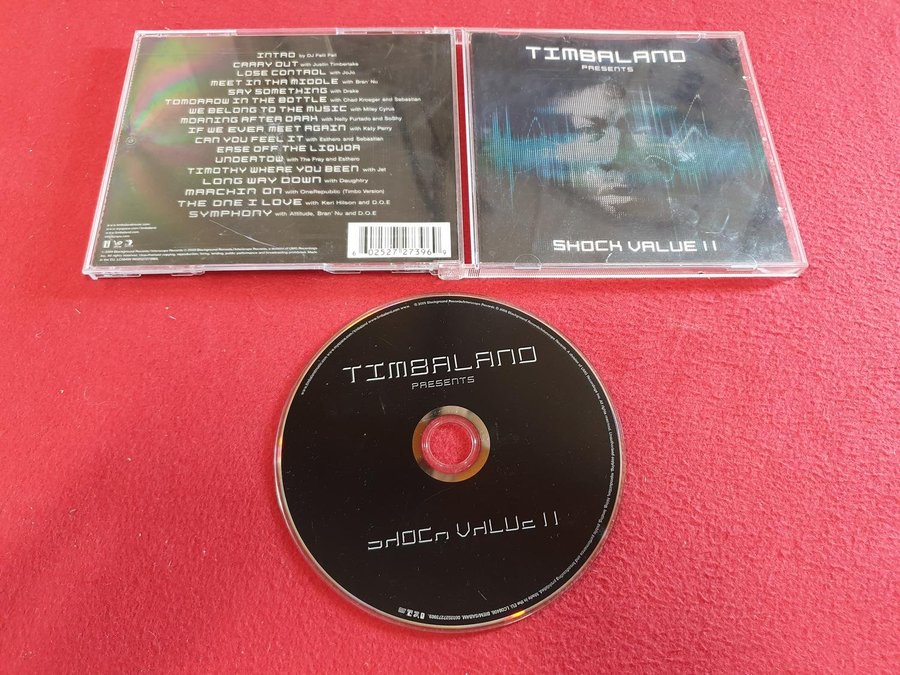 INTRO by DJ Felli Fel
CARRY OUT with Justin Timberlake
LOSE CONTROL with JoJo
MEET IN THA MIDDLE with Bran' Nu
SAY SOMETHING with Drake
TOMORROW IN THE BOTTLE with Chad Kroeger and Sebastian
WE BELONG TO THE MUSIC with Miley Cyrus
MORNING AFTER DARK with Nelly Furtado and SoShy
IF WE EVER MEET AGAIN with Katy Perry
CAN YOU FEEL IT with Esthero and Sebastian
EASE OFF THE LIQUOR
UNDERTOW with The Fray and Esthero
TIMOTHY WHERE YOU BEEN with Jet
LONG WAY DOWN with Daughtry
MARCHIN ON with OneRepublic (Timbo Version)
THE ONE I LOVE with Keri Hilson and D.O.E
SYMPHONY with Attitude, Bran' Nu and D.O.E
6 02527 27396 9
TIMBALAND
PRESENTS
SHOCK VALUE II
TIMBALAND
PRESENTS
SHOCK VALUE II